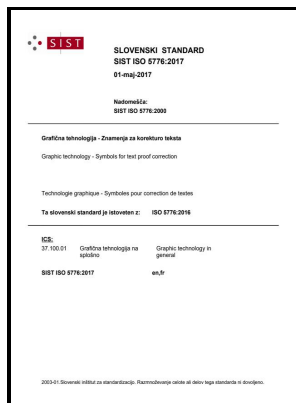 SIST
SLOVENSKI STANDARD
SIST ISO 5776:2017
01-maj-2017
Nadomešča:
SIST ISO 5776:2000
Grafična tehnologija - Znamenja za korekturo teksta
Graphic technology - Symbols for text proof correction
Technologie graphique - Symboles pour correction de textes
Ta slovenski standard je istoveten z: ISO 5776:2016
ICS:
37.100.01 Grafična tehnologija na splošno Graphic technology in general
SIST ISO 5776:2017 en,fr
2003-01.Slovenski inštitut za standardizacijo. Razmnoževanje celote ali delov tega standarda ni dovoljeno.